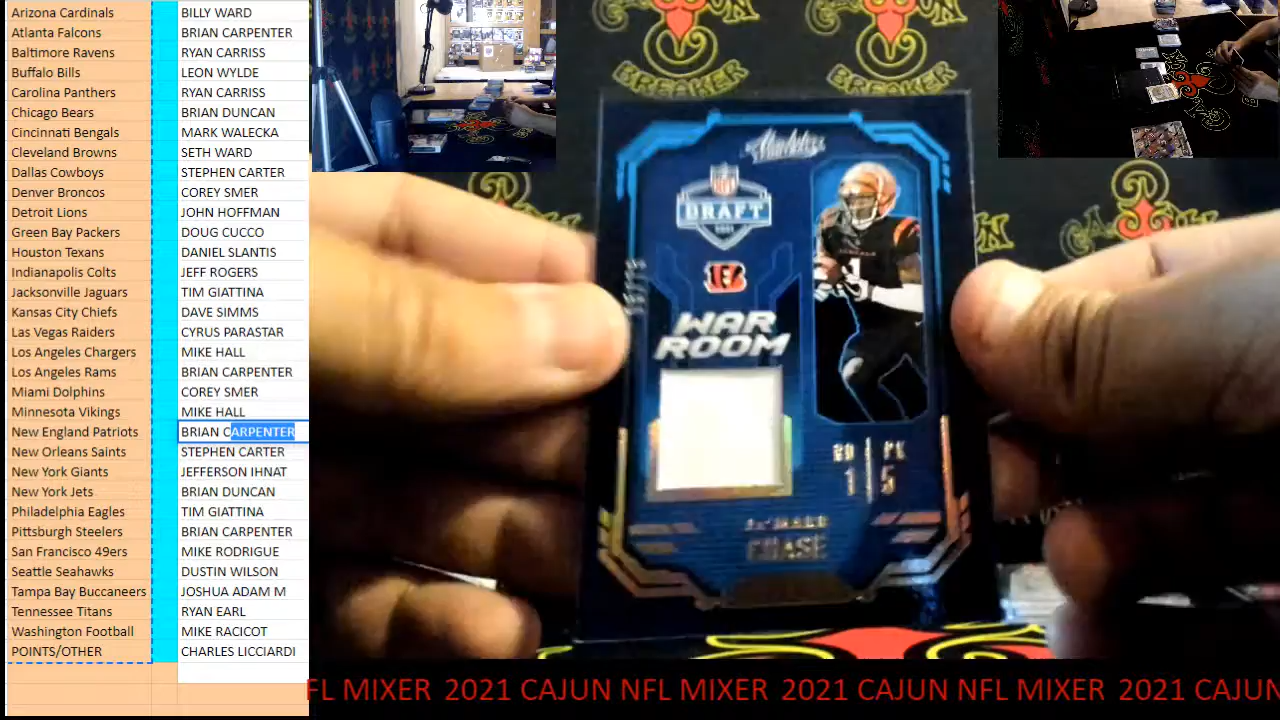 Arizona Cardinals BILLY WARD
Atlanta Falcons BRIAN CARPENTER
Baltimore Ravens RYAN CARRISS
Buffalo Bills LEON WYLDE
Carolina Panthers RYAN CARRISS
Chicago Bears BRIAN DUNCAN
Cincinnati Bengals MARK WALECKA
Cleveland Browns SETH WARD
Dallas Cowboys STEPHEN CARTER
Denver Broncos COREY SMER
Detroit Lions JOHN HOFFMAN
Green Bay Packers DOUG CUCCO
Houston Texans DANIEL SLANTIS
Indianapolis Colts JEFF ROGERS
Jacksonville Jaguars TIM GIATTINA
Kansas City Chiefs DAVE SIMMS
Las Vegas Raiders CYRUS PARASTAR
Los Angeles Chargers MIKE HALL
Los Angeles Rams BRIAN CARPENTER
Miami Dolphins COREY SMER
Minnesota Vikings MIKE HALL
New England Patriots BRIAN CARPENTER
New Orleans Saints STEPHEN CARTER
New York Giants JEFFERSON IHNAT
New York Jets BRIAN DUNCAN
Philadelphia Eagles TIM GIATTINA
Pittsburgh Steelers BRIAN CARPENTER
San Francisco 49ers MIKE RODRIGUE
Seattle Seahawks DUSTIN WILSON
Tampa Bay Buccaneers JOSHUA ADAM M
Tennessee Titans RYAN EARL
Washington Football MIKE RACICOT
POINTS/OTHER CHARLES LICCIARDI
BREAKER BREAKER
Absolute
NFL
DRAFT
2021
WAR
ROOM
RD PK
1 5
JA'MARR
CHASE
FL MIXER 2021 CAJUN NFL MIXER 2021 CAJUN NFL MIXER 2021 CAJUN